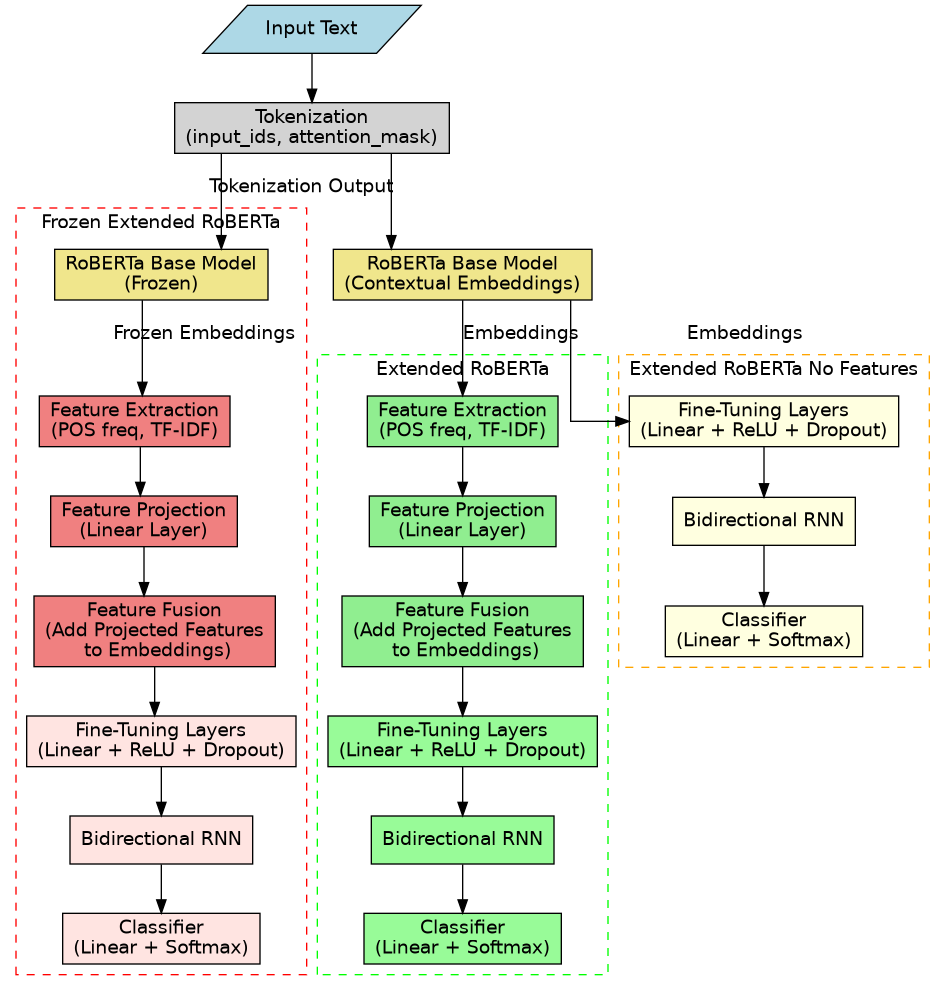 Input Text
Tokenization
(input_ids, attention_mask)
Tokenization Output
Frozen Extended RoBERTa
RoBERTa Base Model
(Frozen)
Frozen Embeddings
Feature Extraction
(POS freq, TF-IDF)
Feature Projection
(Linear Layer)
Feature Fusion
(Add Projected Features
to Embeddings)
Fine-Tuning Layers
(Linear + ReLU + Dropout)
Bidirectional RNN
Classifier
(Linear + Softmax)
RoBERTa Base Model
(Contextual Embeddings)
Embeddings
Extended RoBERTa
Feature Extraction
(POS freq, TF-IDF)
Feature Projection
(Linear Layer)
Feature Fusion
(Add Projected Features
to Embeddings)
Fine-Tuning Layers
(Linear + ReLU + Dropout)
Bidirectional RNN
Classifier
(Linear + Softmax)
Embeddings
Extended RoBERTa No Features
Fine-Tuning Layers
(Linear + ReLU + Dropout)
Bidirectional RNN
Classifier
(Linear + Softmax)